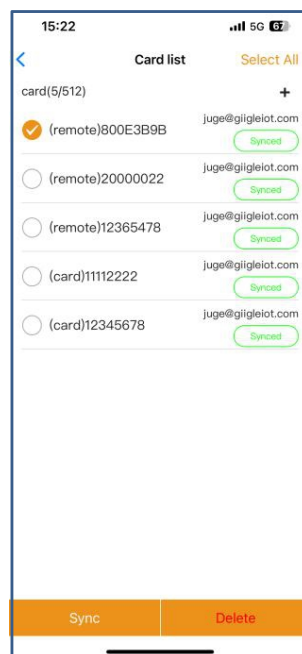 15:22 5G 67
Card list Select All
card(5/512) +
(remote)800E3B9B juge@giigleiot.com
Synced
(remote)20000022 juge@giigleiot.com
Synced
(remote)12365478 juge@giigleiot.com
Synced
(card)11112222 juge@giigleiot.com
Synced
(card)12345678 juge@giigleiot.com
Synced
Sync Delete